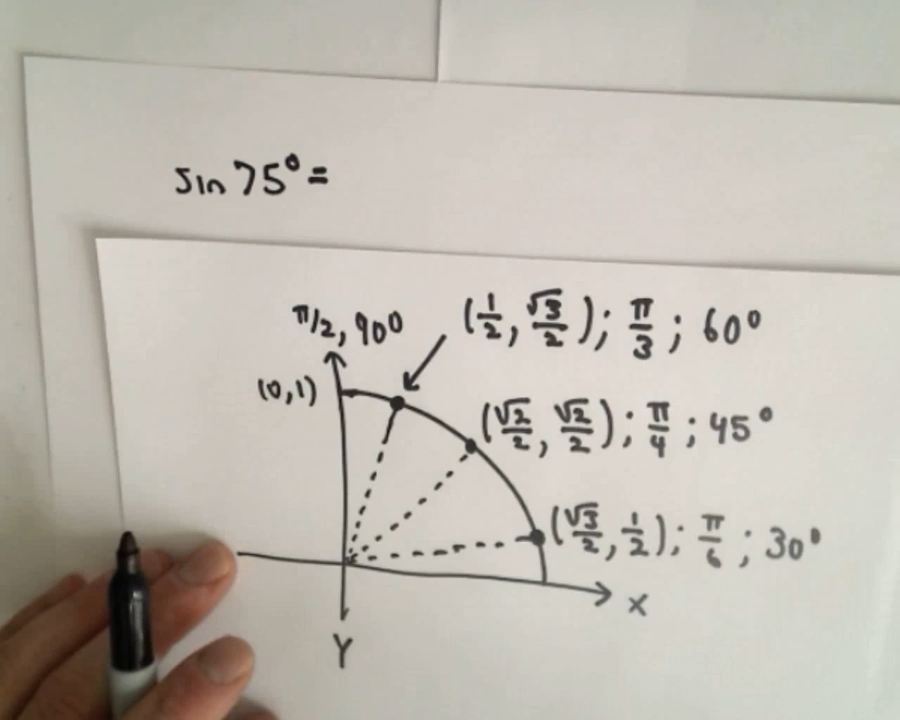 sin 75° =
π/2, 90°
(1/2, √3/2); π/3; 60°
(0,1)
(√2/2, √2/2); π/4; 45°
(√3/2, 1/2); π/6; 30°
X
Y